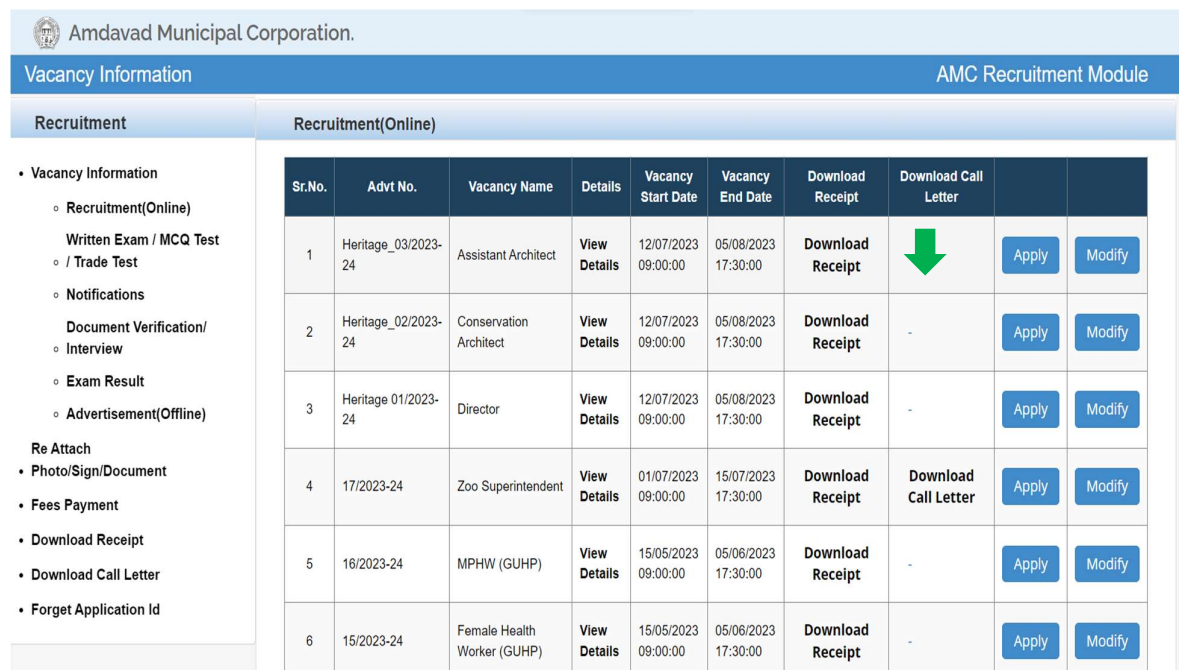 Amdavad Municipal Corporation.
Vacancy Information
AMC Recruitment Module
Recruitment
Recruitment(Online)
• Vacancy Information
Recruitment(Online)
Written Exam / MCQ Test
/ Trade Test
Notifications
Document Verification/
Interview
Exam Result
Advertisement(Offline)
Re Attach
• Photo/Sign/Document
• Fees Payment
• Download Receipt
• Download Call Letter
• Forget Application Id
Sr.No. Advt No. Vacancy Name Details Vacancy Start Date Vacancy End Date Download Receipt Download Call Letter
1 Heritage_03/2023-24 Assistant Architect View Details 12/07/2023 09:00:00 05/08/2023 17:30:00 Download Receipt Apply Modify
2 Heritage_02/2023-24 Conservation Architect View Details 12/07/2023 09:00:00 05/08/2023 17:30:00 Download Receipt - Apply Modify
3 Heritage 01/2023-24 Director View Details 12/07/2023 09:00:00 05/08/2023 17:30:00 Download Receipt - Apply Modify
4 17/2023-24 Zoo Superintendent View Details 01/07/2023 09:00:00 15/07/2023 17:30:00 Download Receipt Download Call Letter Apply Modify
5 16/2023-24 MPHW (GUHP) View Details 15/05/2023 09:00:00 05/06/2023 17:30:00 Download Receipt - Apply Modify
6 15/2023-24 Female Health Worker (GUHP) View Details 15/05/2023 09:00:00 05/06/2023 17:30:00 Download Receipt - Apply Modify